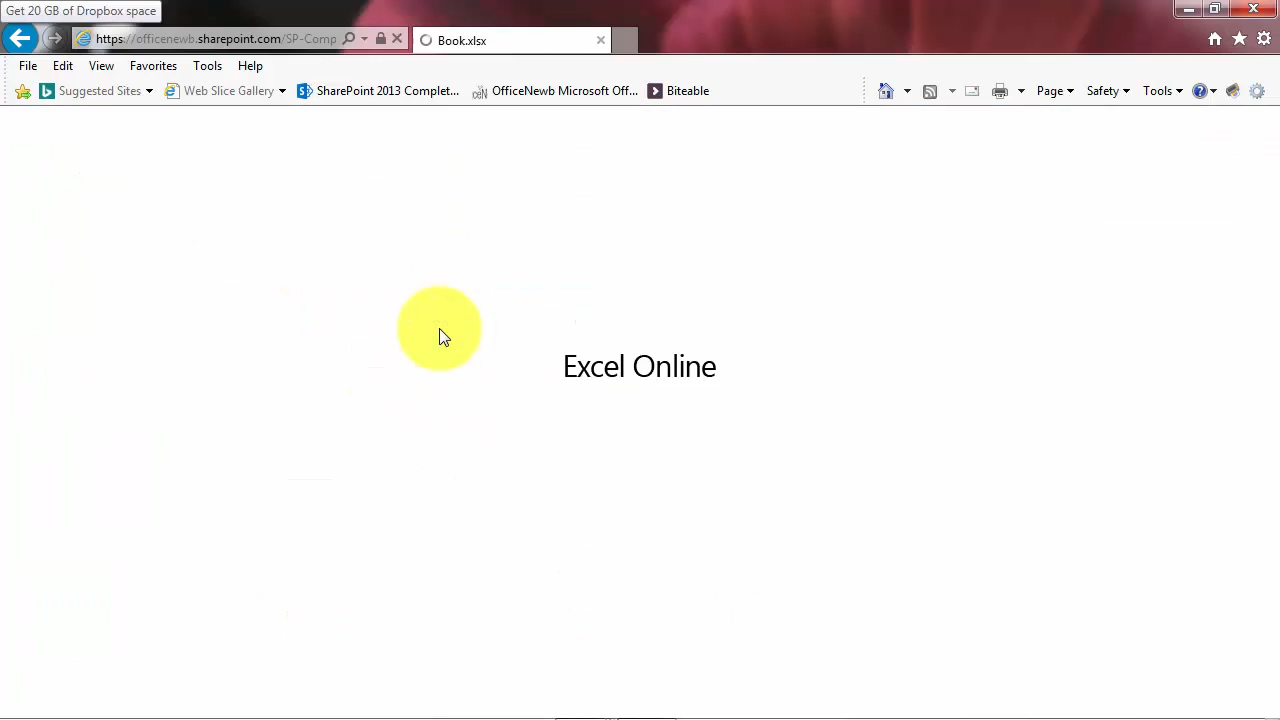 Get 20 GB of Dropbox space
https://officenewb.sharepoint.com/SP-Comp
Book.xlsx
File Edit View Favorites Tools Help
Suggested Sites Web Slice Gallery SharePoint 2013 Complet... OfficeNewb Microsoft Off... Biteable Page Safety Tools
Excel Online